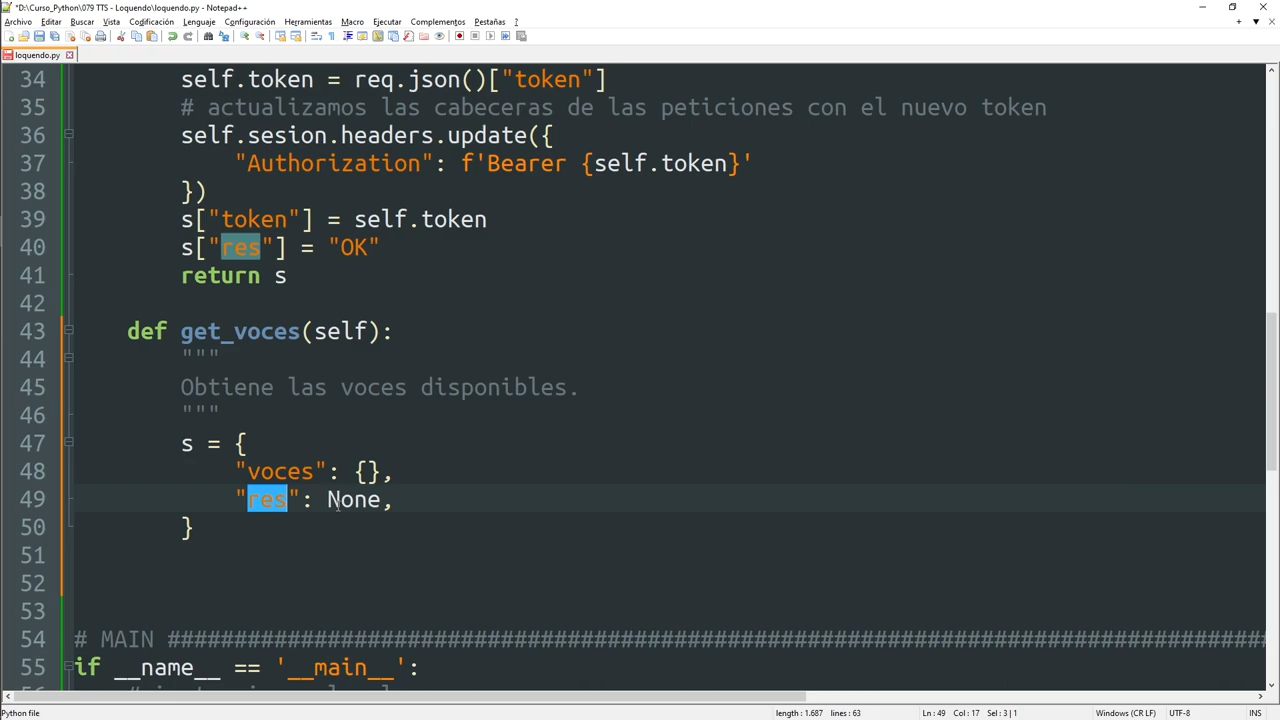 *D:\Curso_Python\079 TTS - Loquendo\loquendo.py - Notepad++
Archivo Editar Buscar Vista Codificación Lenguaje Configuración Herramientas Macro Ejecutar Complementos Pestañas ?
loquendo.py
34 self.token = req.json()["token"]
35 # actualizamos las cabeceras de las peticiones con el nuevo token
36 self.sesion.headers.update({
37 "Authorization": f'Bearer {self.token}'
38 })
39 s["token"] = self.token
40 s["res"] = "OK"
41 return s
42
43 def get_voces(self):
44 """
45 Obtiene las voces disponibles.
46 """
47 s = {
48 "voces": {},
49 "res": None,
50 }
51
52
53
54 # MAIN ###################################################################################
55 if __name__ == '__main__':
Python file length : 1.687 lines : 63 Ln : 49 Col : 17 Sel : 3 | 1 Windows (CR LF) UTF-8 INS